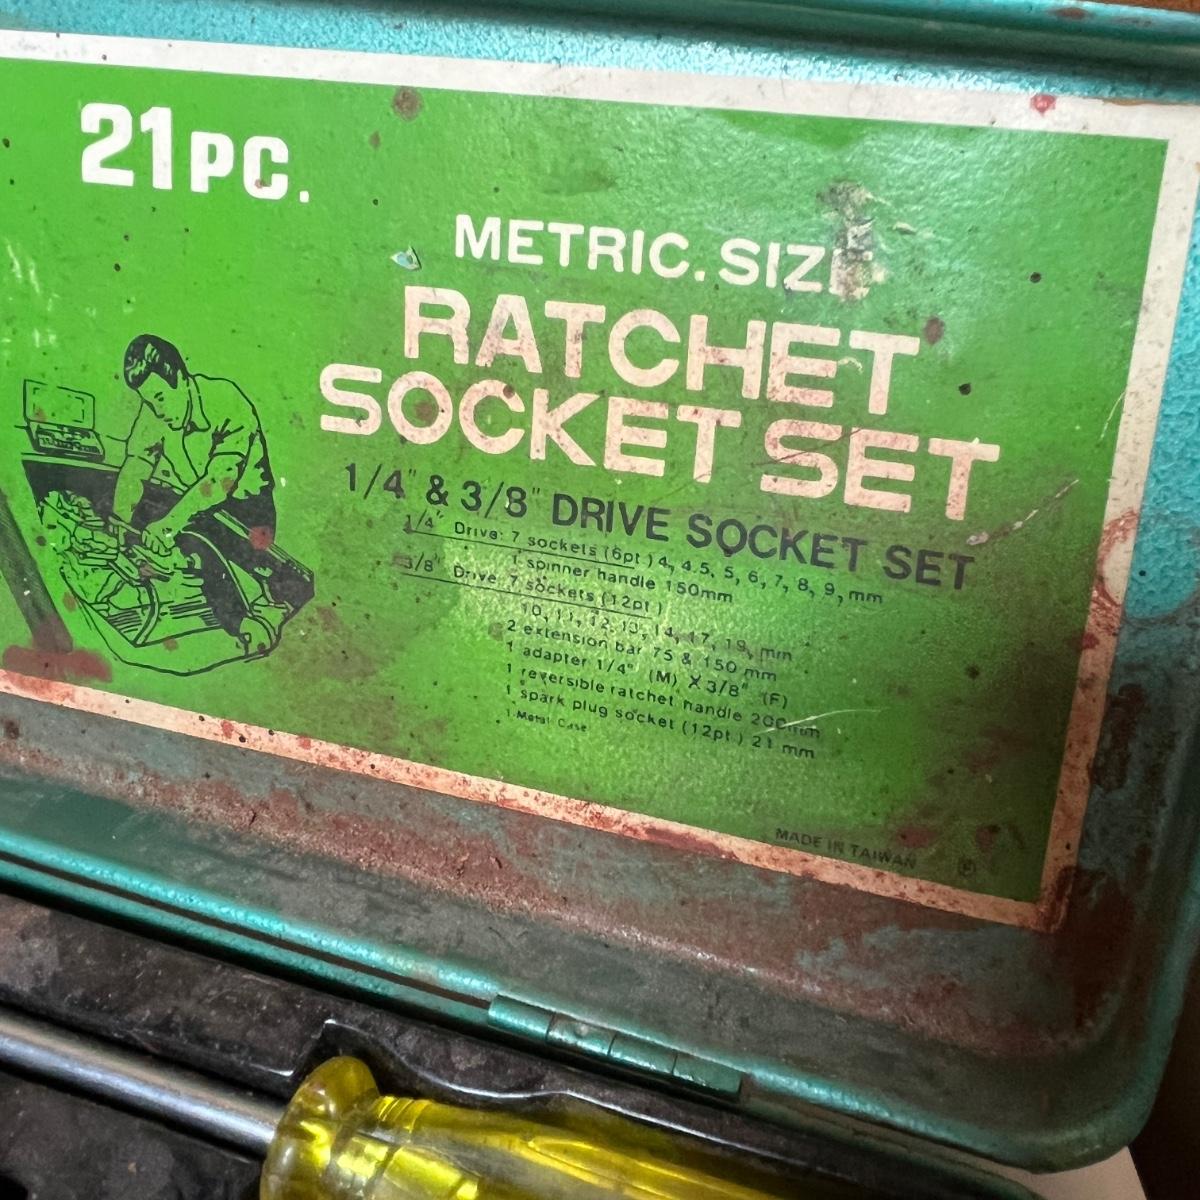 21 PC.
METRIC. SIZE
RATCHET
SOCKET SET
1/4" & 3/8" DRIVE SOCKET SET
1/4" Drive: 7 sockets (6pt) 4, 4.5, 5, 6, 7, 8, 9, mm
1 spinner handle 150mm
3/8" Drive, 7 sockets (12pt)
10, 11, 12, 13, 14, 17, 19, mm
2 extension bar 75 & 150 mm
1 adapter 1/4" (M) X 3/8" (F)
1 reversible ratchet handle 200mm
1 spark plug socket (12pt.) 21 mm
1 Metal Case
MADE IN TAIWAN